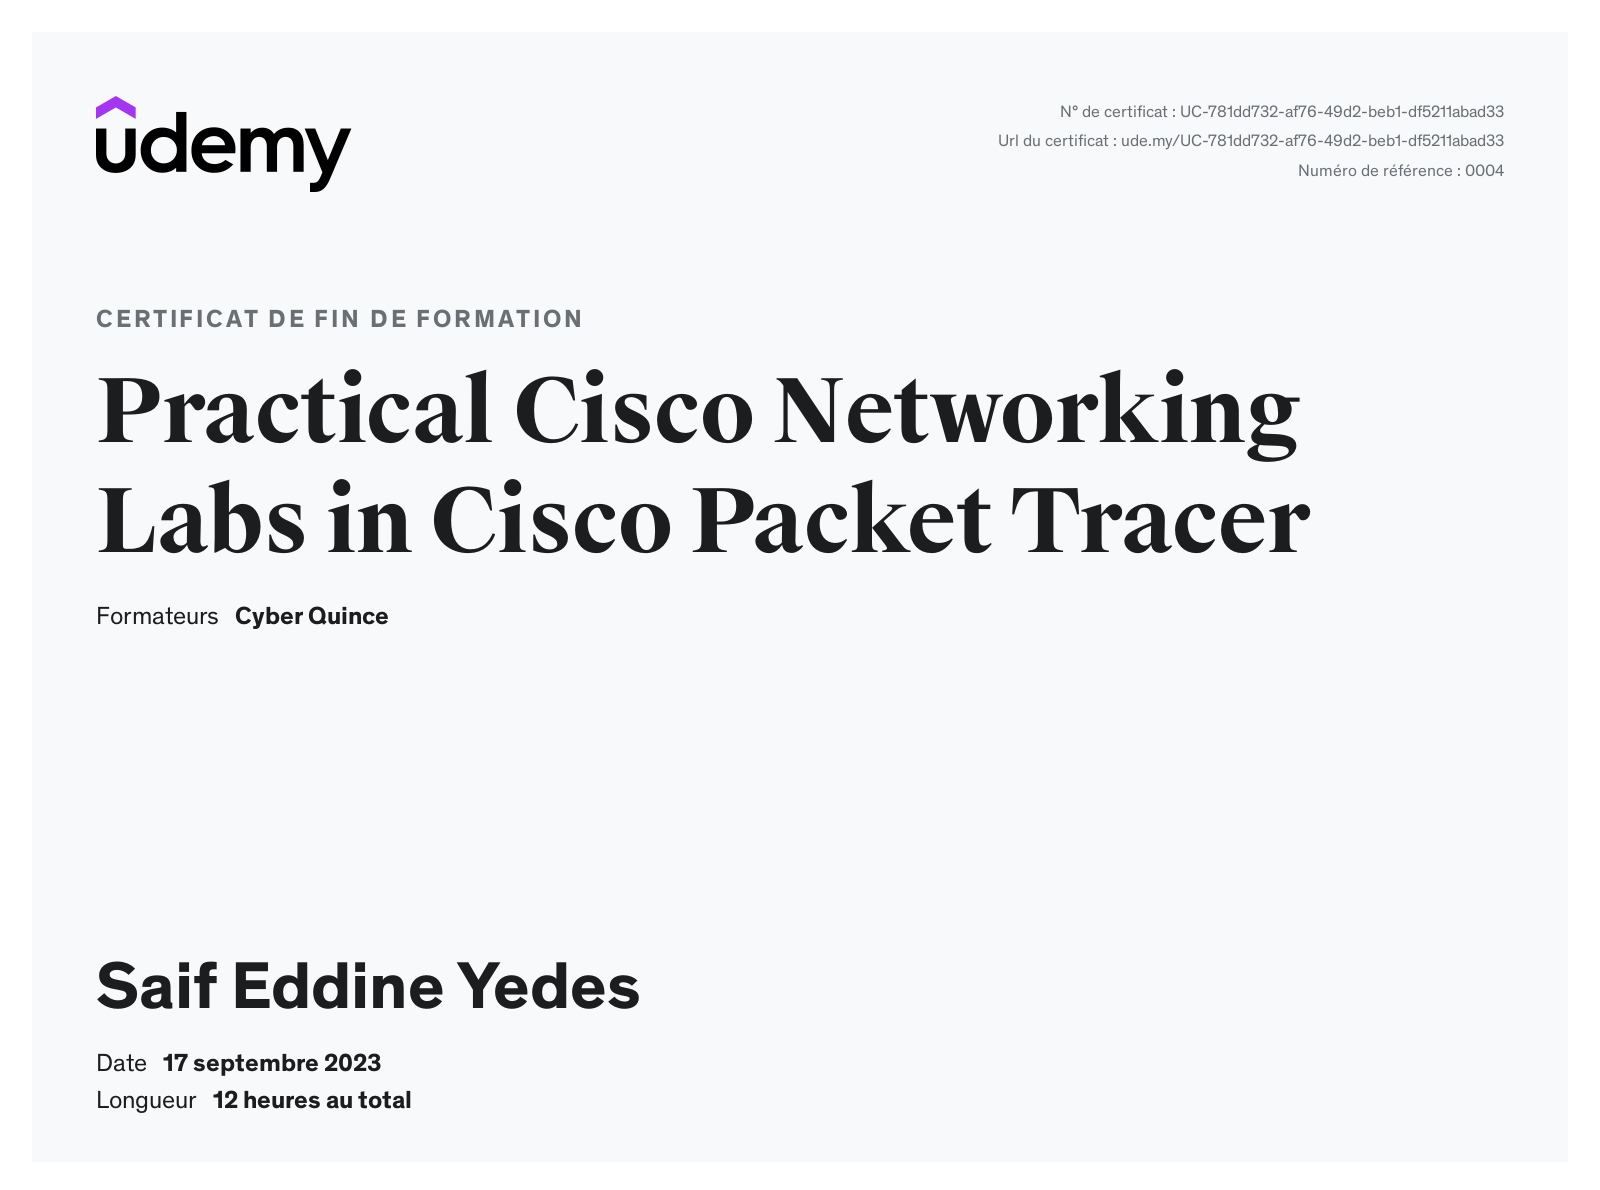 udemy
N° de certificat : UC-781dd732-af76-49d2-beb1-df5211abad33
Url du certificat : ude.my/UC-781dd732-af76-49d2-beb1-df5211abad33
Numéro de référence : 0004
CERTIFICAT DE FIN DE FORMATION
Practical Cisco Networking
Labs in Cisco Packet Tracer
Formateurs Cyber Quince
Saif Eddine Yedes
Date 17 septembre 2023
Longueur 12 heures au total